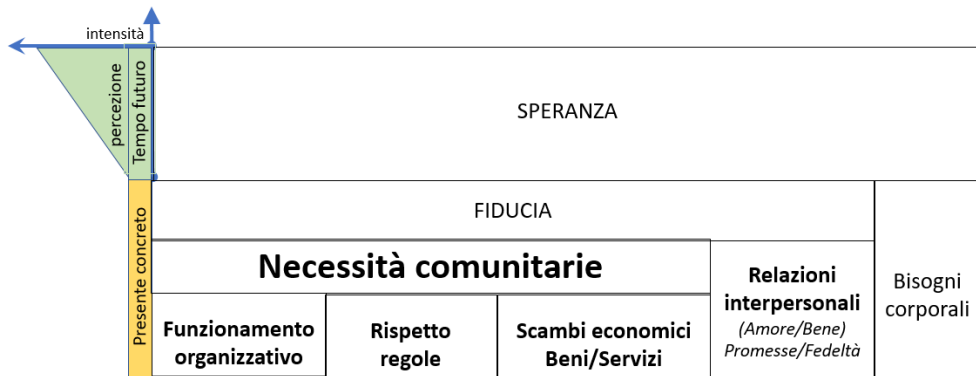 intensità
percezione
Tempo futuro
SPERANZA
Presente concreto
FIDUCIA
Necessità comunitarie
Funzionamento
organizzativo
Rispetto
regole
Scambi economici
Beni/Servizi
Relazioni
interpersonali
(Amore/Bene)
Promesse/Fedeltà
Bisogni
corporali